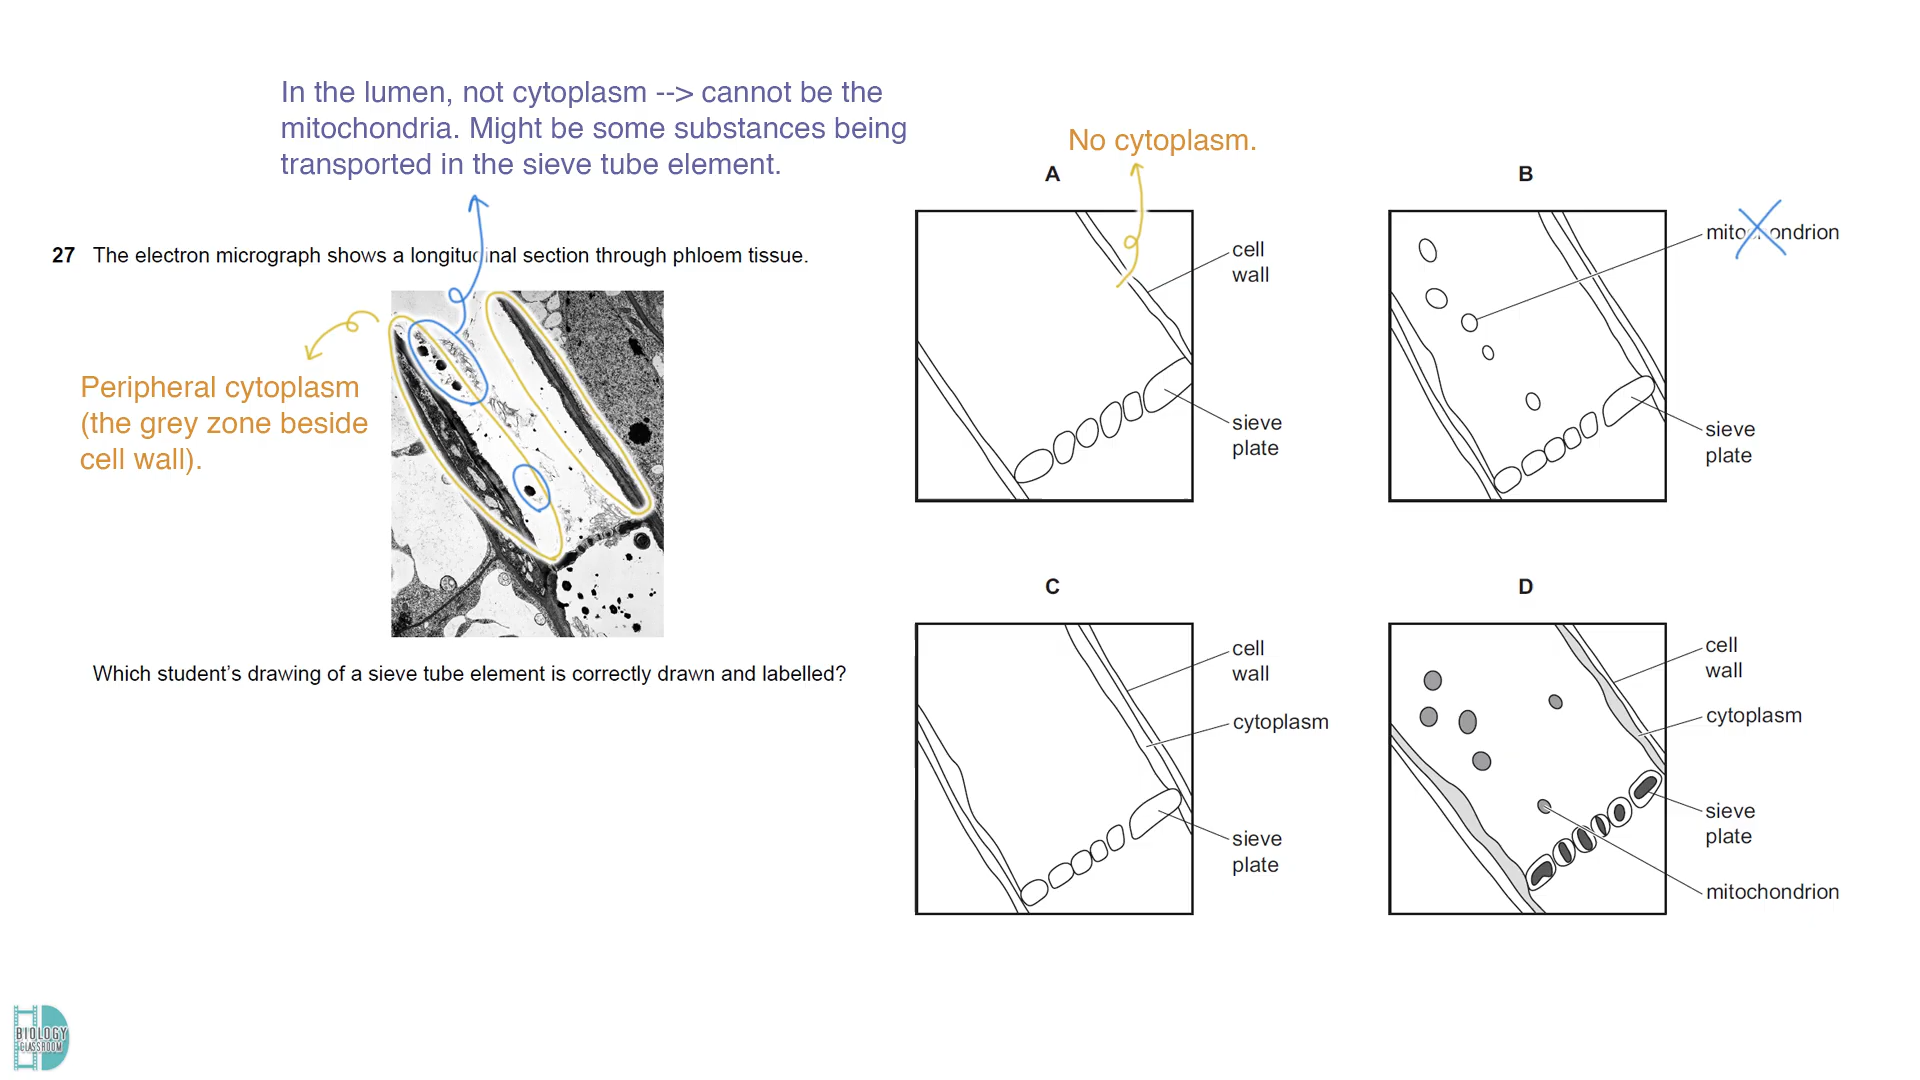 In the lumen, not cytoplasm --> cannot be the
mitochondria. Might be some substances being
transported in the sieve tube element.
No cytoplasm.
27 The electron micrograph shows a longitudinal section through phloem tissue.
Peripheral cytoplasm
(the grey zone beside
cell wall).
Which student's drawing of a sieve tube element is correctly drawn and labelled?
A
cell
wall
sieve
plate
B
mitochondrion
sieve
plate
C
cell
wall
cytoplasm
sieve
plate
D
cell
wall
cytoplasm
sieve
plate
mitochondrion
BIOLOGY
CLASSROOM